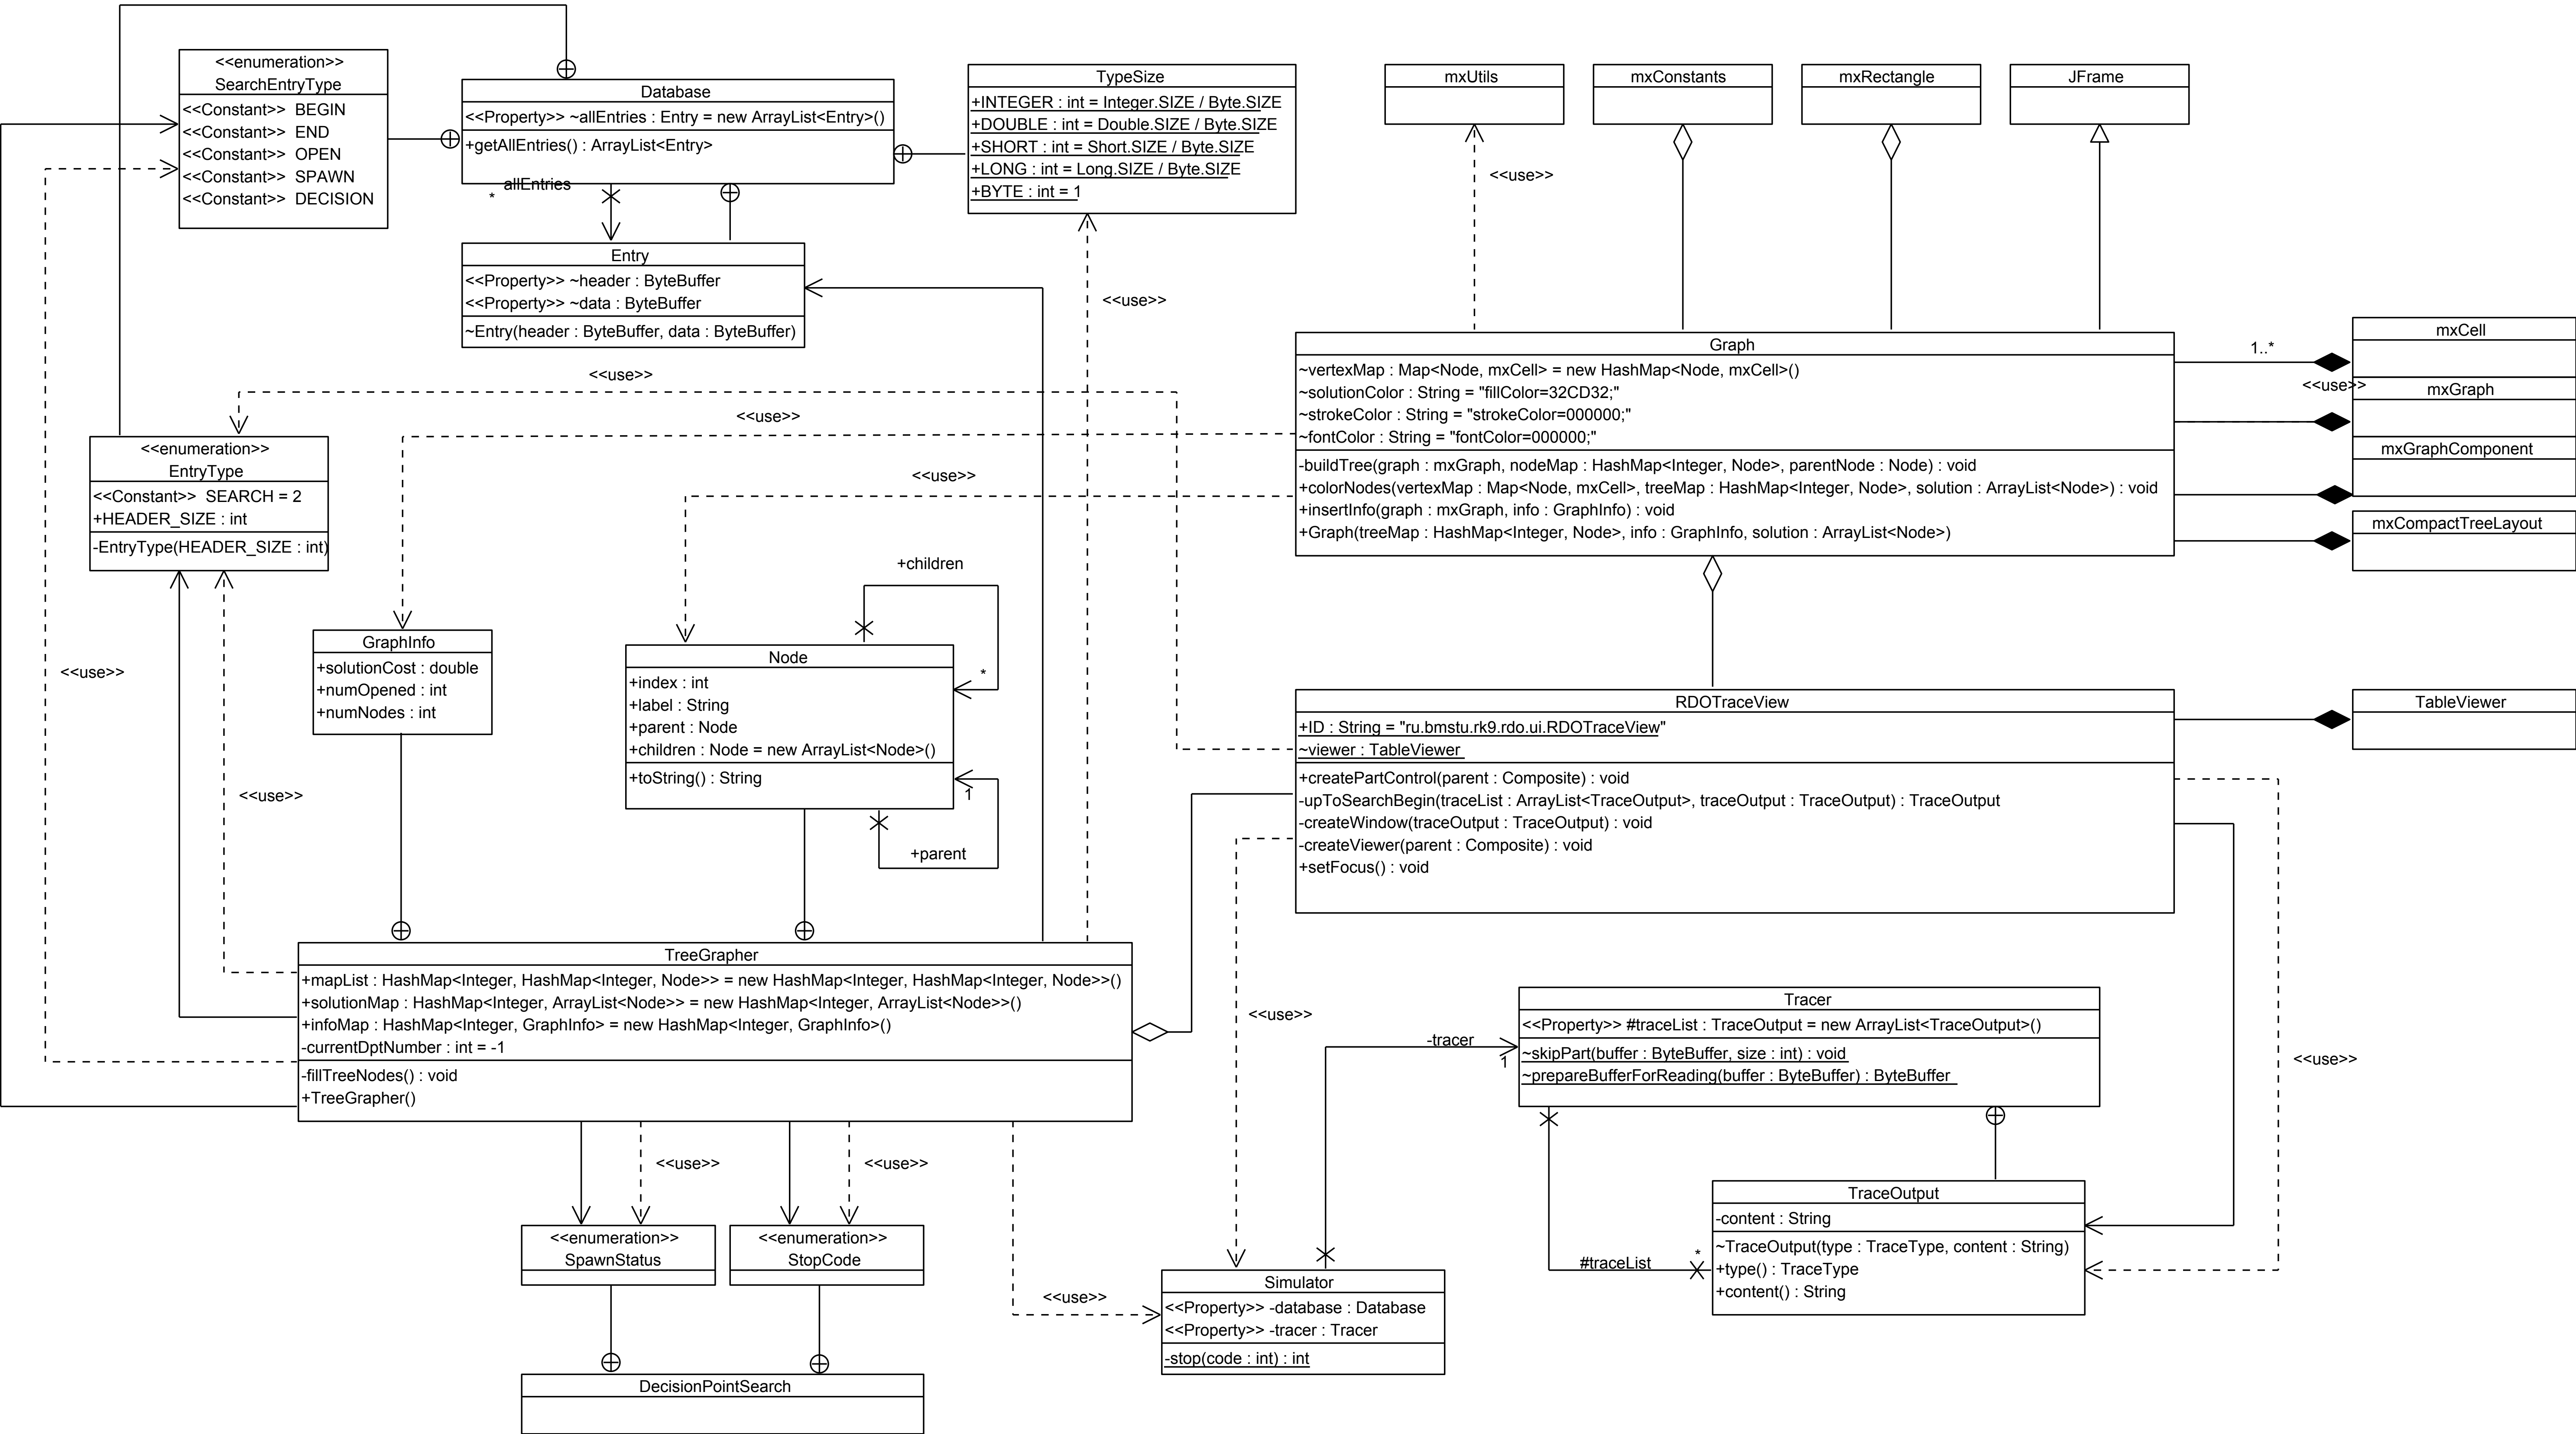 <<enumeration>>
SearchEntryType
<<Constant>> BEGIN
<<Constant>> END
<<Constant>> OPEN
<<Constant>> SPAWN
<<Constant>> DECISION
Database
<<Property>> ~allEntries : Entry = new ArrayList<Entry>()
+getAllEntries() : ArrayList<Entry>
allEntries
*
TypeSize
+INTEGER : int = Integer.SIZE / Byte.SIZE
+DOUBLE : int = Double.SIZE / Byte.SIZE
+SHORT : int = Short.SIZE / Byte.SIZE
+LONG : int = Long.SIZE / Byte.SIZE
+BYTE : int = 1
mxUtils
mxConstants
mxRectangle
JFrame
<<use>>
Entry
<<Property>> ~header : ByteBuffer
<<Property>> ~data : ByteBuffer
~Entry(header : ByteBuffer, data : ByteBuffer)
<<use>>
<<use>>
<<use>>
<<use>>
Graph
~vertexMap : Map<Node, mxCell> = new HashMap<Node, mxCell>()
~solutionColor : String = "fillColor=32CD32;"
~strokeColor : String = "strokeColor=000000;"
~fontColor : String = "fontColor=000000;"
-buildTree(graph : mxGraph, nodeMap : HashMap<Integer, Node>, parentNode : Node) : void
+colorNodes(vertexMap : Map<Node, mxCell>, treeMap : HashMap<Integer, Node>, solution : ArrayList<Node>) : void
+insertInfo(graph : mxGraph, info : GraphInfo) : void
+Graph(treeMap : HashMap<Integer, Node>, info : GraphInfo, solution : ArrayList<Node>)
1..*
<<use>>
mxCell
mxGraph
mxGraphComponent
mxCompactTreeLayout
<<enumeration>>
EntryType
<<Constant>> SEARCH = 2
+HEADER_SIZE : int
-EntryType(HEADER_SIZE : int)
<<use>>
<<use>>
GraphInfo
+solutionCost : double
+numOpened : int
+numNodes : int
+children
*
Node
+index : int
+label : String
+parent : Node
+children : Node = new ArrayList<Node>()
+toString() : String
1
+parent
RDOTraceView
+ID : String = "ru.bmstu.rk9.rdo.ui.RDOTraceView"
~viewer : TableViewer
+createPartControl(parent : Composite) : void
-upToSearchBegin(traceList : ArrayList<TraceOutput>, traceOutput : TraceOutput) : TraceOutput
-createWindow(traceOutput : TraceOutput) : void
-createViewer(parent : Composite) : void
+setFocus() : void
TableViewer
TreeGrapher
+mapList : HashMap<Integer, HashMap<Integer, Node>> = new HashMap<Integer, HashMap<Integer, Node>>()
+solutionMap : HashMap<Integer, ArrayList<Node>> = new HashMap<Integer, ArrayList<Node>>()
+infoMap : HashMap<Integer, GraphInfo> = new HashMap<Integer, GraphInfo>()
-currentDptNumber : int = -1
-fillTreeNodes() : void
+TreeGrapher()
<<use>>
<<use>>
-tracer
1
Tracer
<<Property>> #traceList : TraceOutput = new ArrayList<TraceOutput>()
~skipPart(buffer : ByteBuffer, size : int) : void
~prepareBufferForReading(buffer : ByteBuffer) : ByteBuffer
<<use>>
<<use>>
<<enumeration>>
SpawnStatus
<<enumeration>>
StopCode
<<use>>
DecisionPointSearch
Simulator
<<Property>> -database : Database
<<Property>> -tracer : Tracer
-stop(code : int) : int
#traceList
*
TraceOutput
-content : String
~TraceOutput(type : TraceType, content : String)
+type() : TraceType
+content() : String